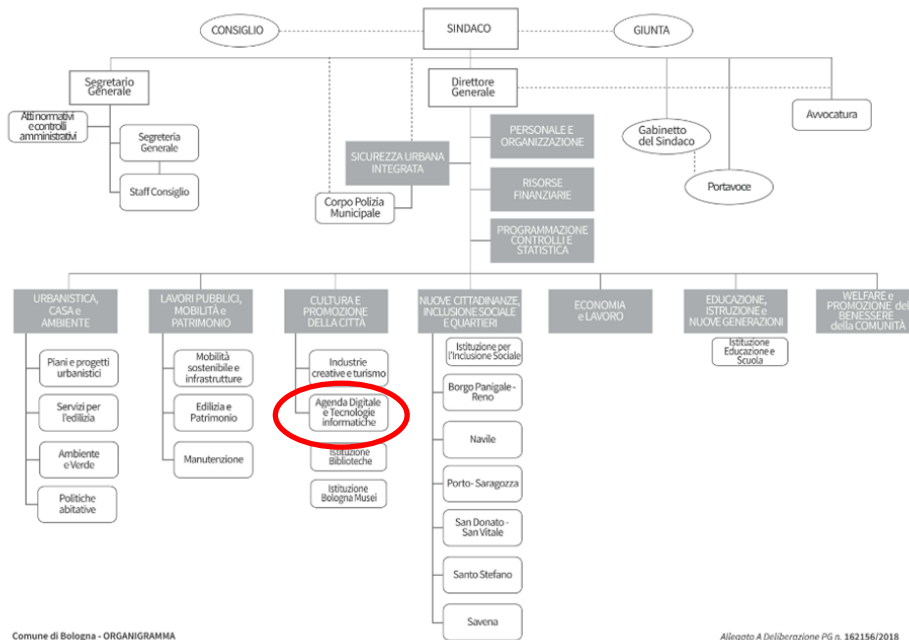 CONSIGLIO
SINDACO
GIUNTA
Segretario
Generale
Direttore
Generale
Atti normativi
e controlli
amministrativi
Segreteria
Generale
Staff Consiglio
SICUREZZA URBANA
INTEGRATA
Corpo Polizia
Municipale
PERSONALE E
ORGANIZZAZIONE
RISORSE
FINANZIARIE
PROGRAMMAZIONE
CONTROLLI E
STATISTICA
Gabinetto
del Sindaco
Portavoce
Avvocatura
URBANISTICA,
CASA e
AMBIENTE
Piani e progetti
urbanistici
Servizi per
l'edilizia
Ambiente
e Verde
Politiche
abitative
LAVORI PUBBLICI,
MOBILITÀ e
PATRIMONIO
Mobilità
sostenibile e
infrastrutture
Edilizia e
Patrimonio
Manutenzione
CULTURA E
PROMOZIONE
DELLA CITTÀ
Industrie
creative e turismo
Agenda Digitale
e Tecnologie
informatiche
Istituzione
Biblioteche
Istituzione
Bologna Musei
NUOVE CITTADINANZE,
INCLUSIONE SOCIALE
E QUARTIERI
Istituzione per
l'Inclusione Sociale
Borgo Panigale -
Reno
Navile
Porto- Saragozza
San Donato -
San Vitale
Santo Stefano
Savena
ECONOMIA
e LAVORO
EDUCAZIONE,
ISTRUZIONE e
NUOVE GENERAZIONI
Istituzione
Educazione e
Scuola
WELFARE e
PROMOZIONE del
BENESSERE
della COMUNITÀ
Comune di Bologna - ORGANIGRAMMA
Allegato A Deliberazione PG n. 162156/2018